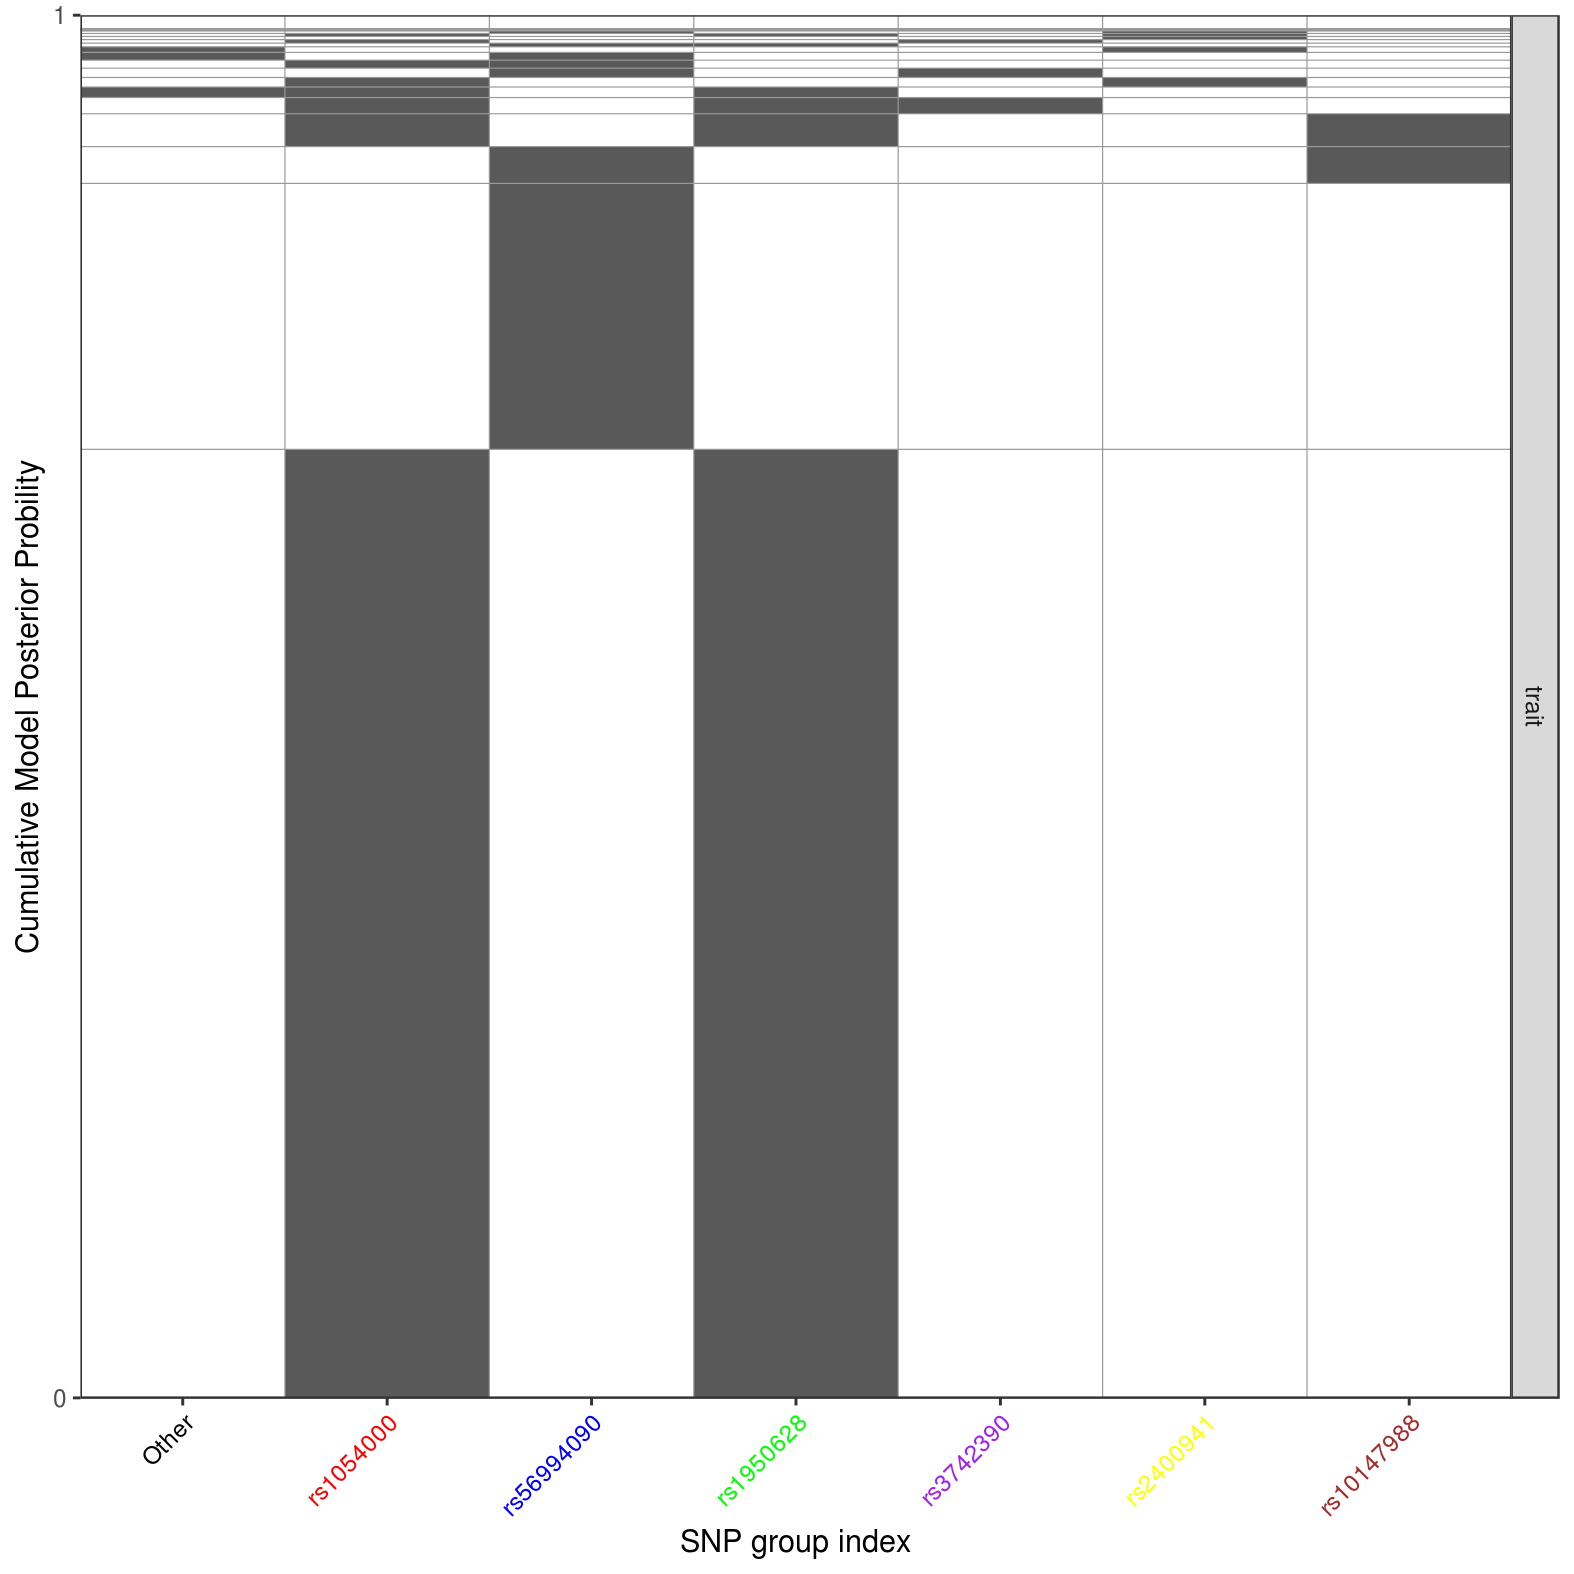 1
Cumulative Model Posterior Probility
trait
0
Other
rs1054000
rs56994090
rs1950628
rs3742390
rs2400941
rs10147988
SNP group index